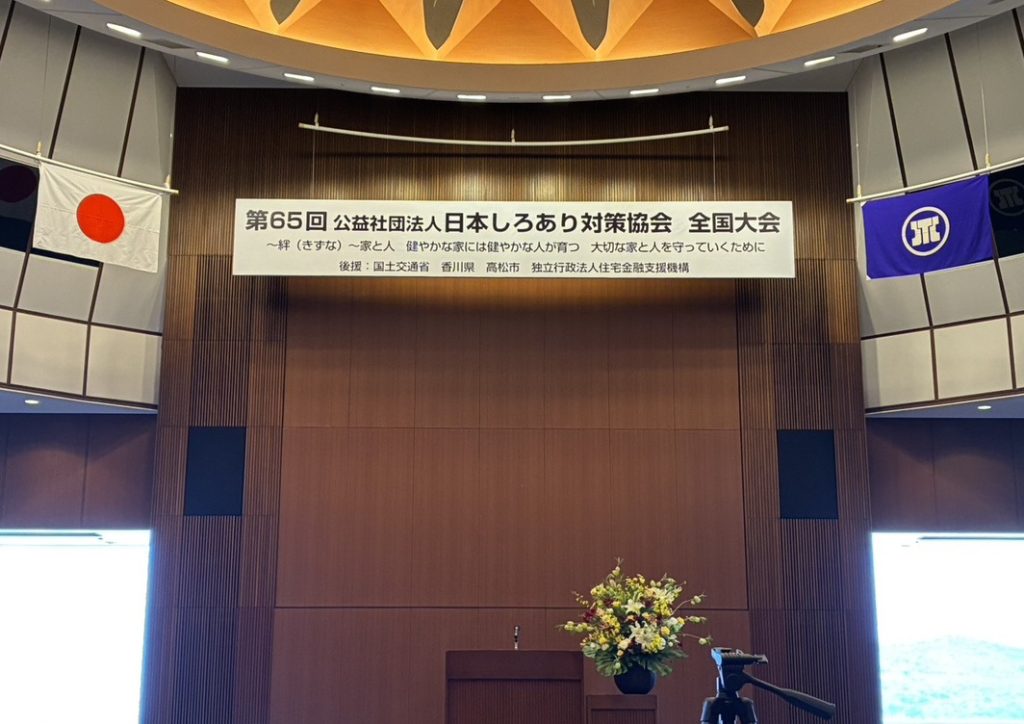 第65回 公益社団法人日本しろあり対策協会 全国大会
～絆（きずな）～家と人　健やかな家には健やかな人が育つ　大切な家と人を守っていくために
後援：国土交通省　香川県　高松市　独立行政法人住宅金融支援機構